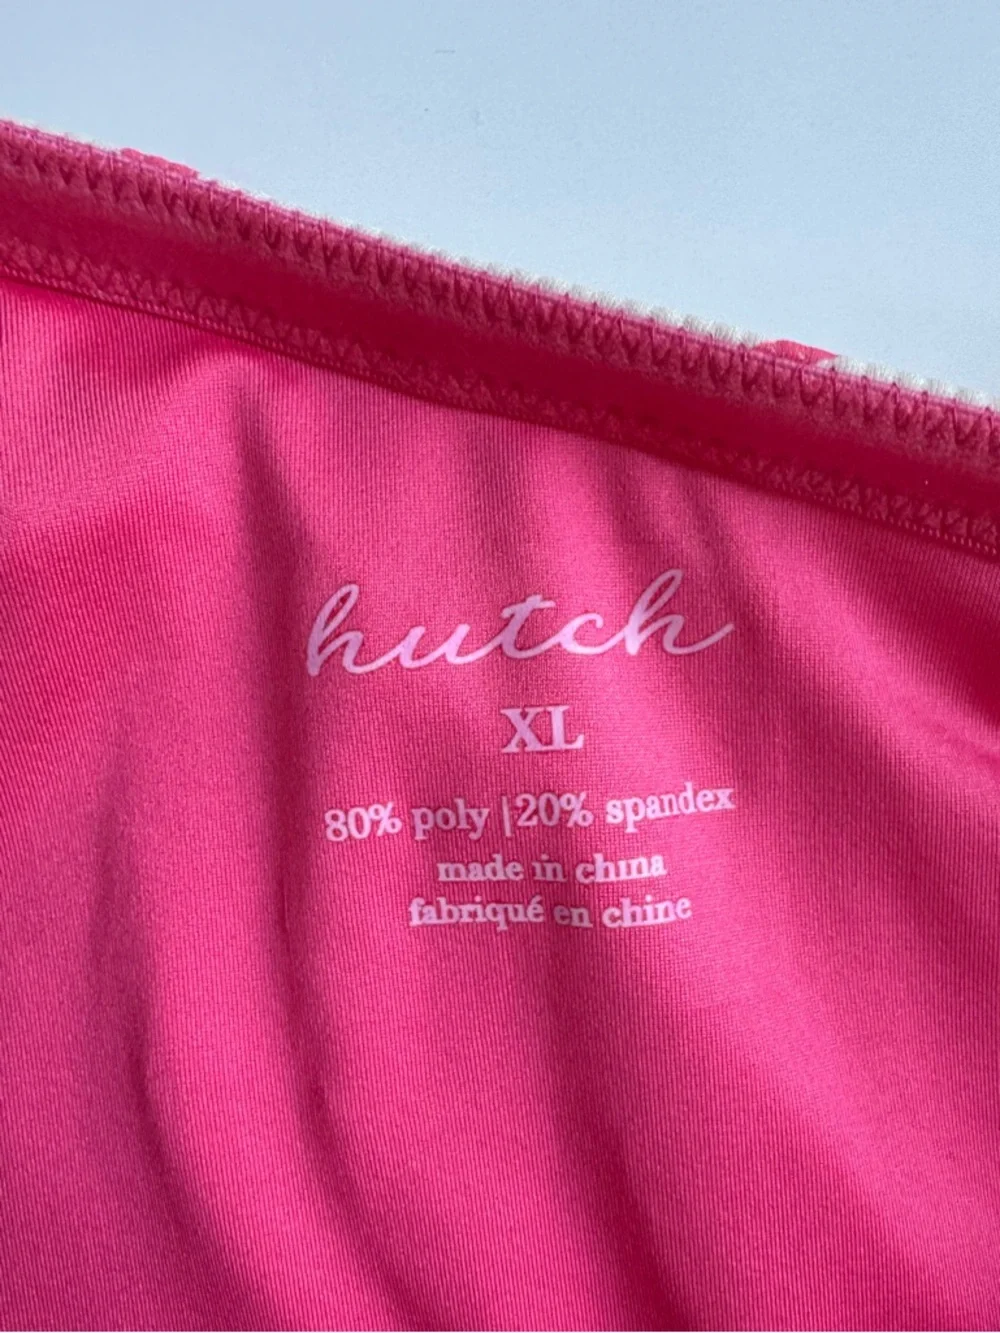 hutch
XL
80% poly | 20% spandex
made in china
fabriqué en chine